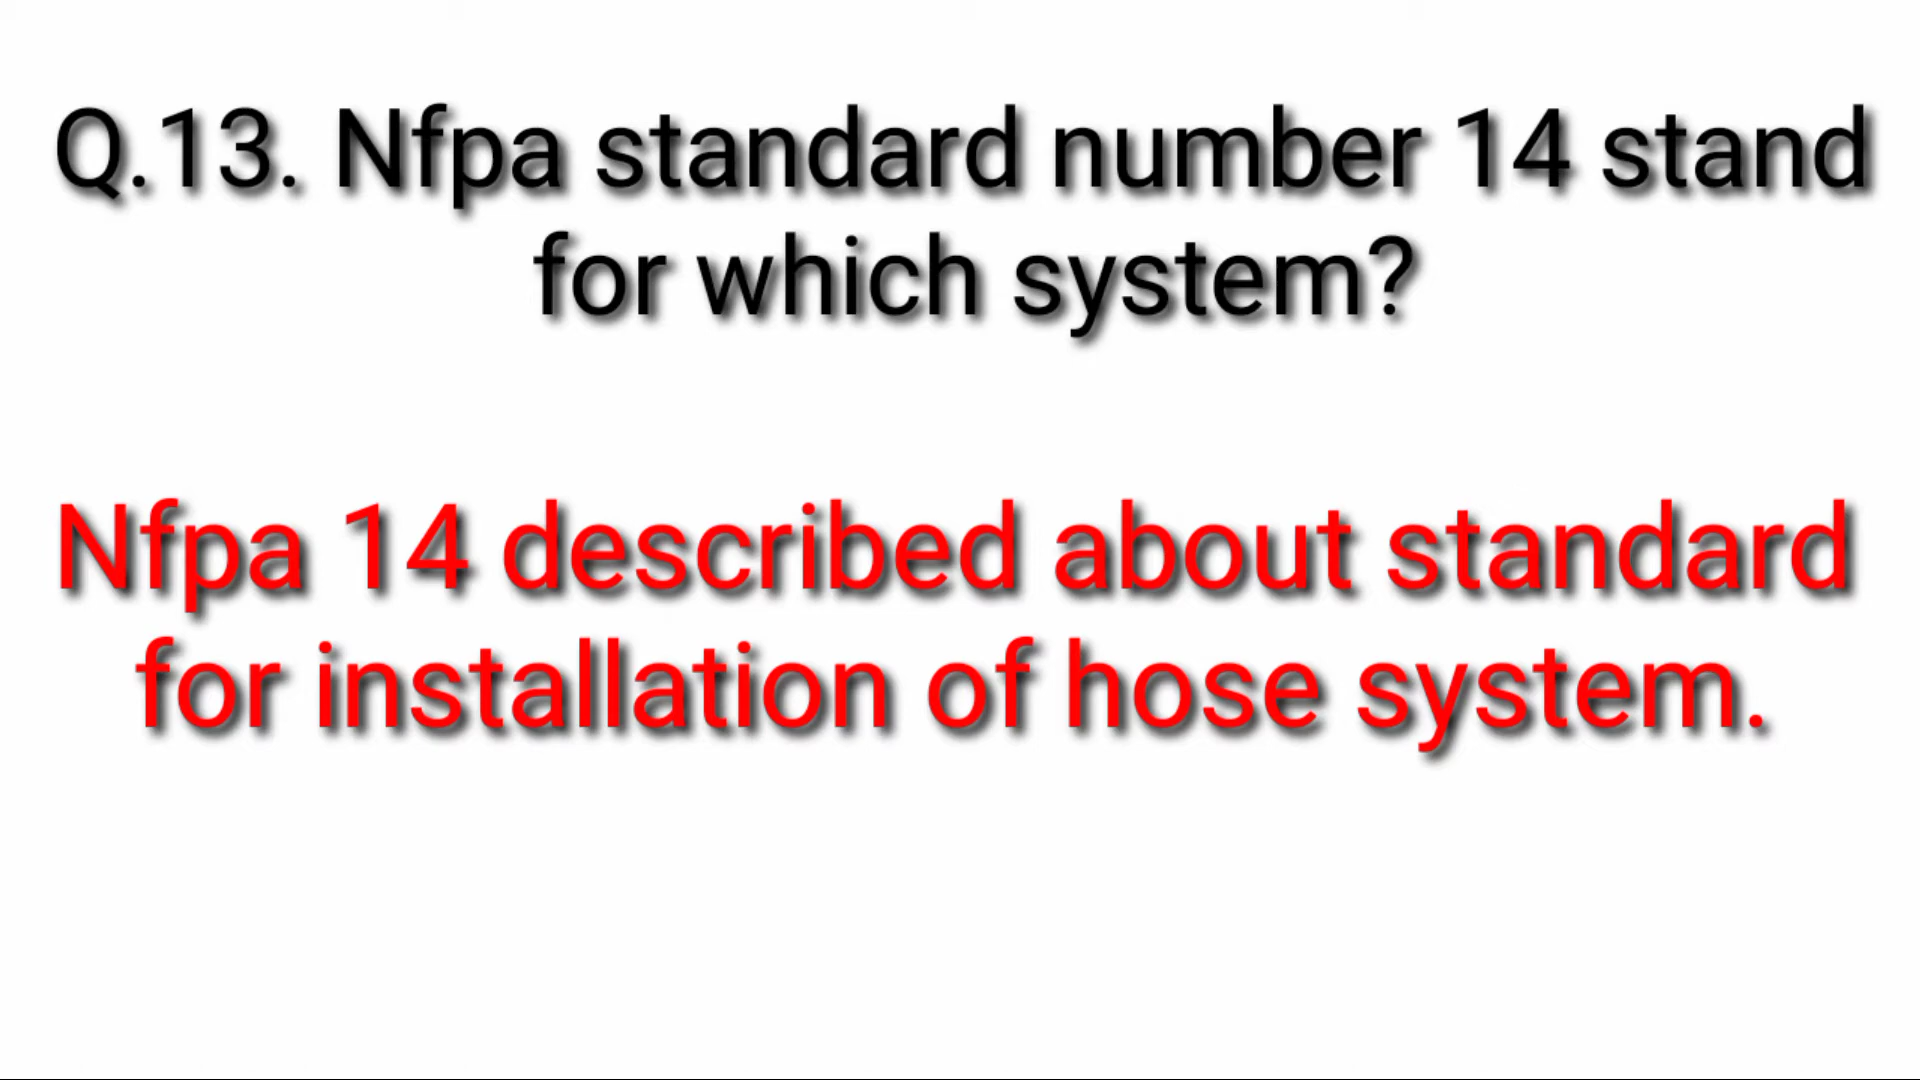 Q.13. Nfpa standard number 14 stand
for which system?
Nfpa 14 described about standard
for installation of hose system.